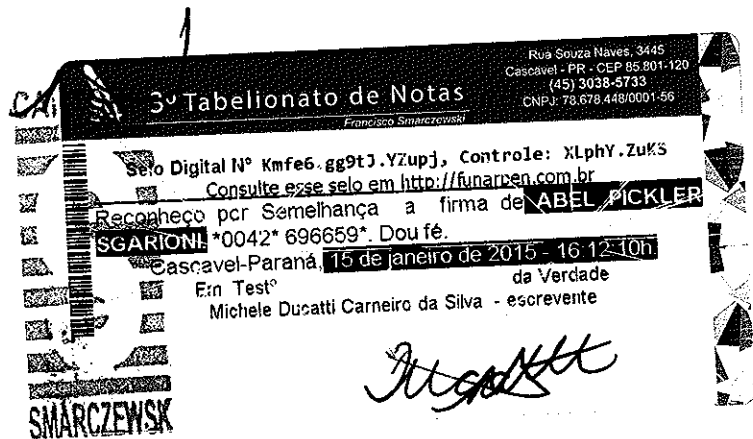 Rua Souza Naves, 3445
Cascavel - PR - CEP 85.801-120
(45) 3038-5733
CNPJ: 78.678.448/0001-56
3º Tabelionato de Notas
Francisco Smarczewski
Selo Digital Nº Kmfe6.gg9tJ.YZupj, Controle: XLphY.ZuKS
Consulte esse selo em http://funarpen.com.br
Reconheço por Semelhança a firma de ABEL PICKLER
SGARIONI *0042* 696659*. Dou fé.
Cascavel-Paraná, 15 de janeiro de 2015 - 16:12:10h
Em Testº da Verdade
Michele Ducatti Carneiro da Silva - escrevente
SMARCZEWSK